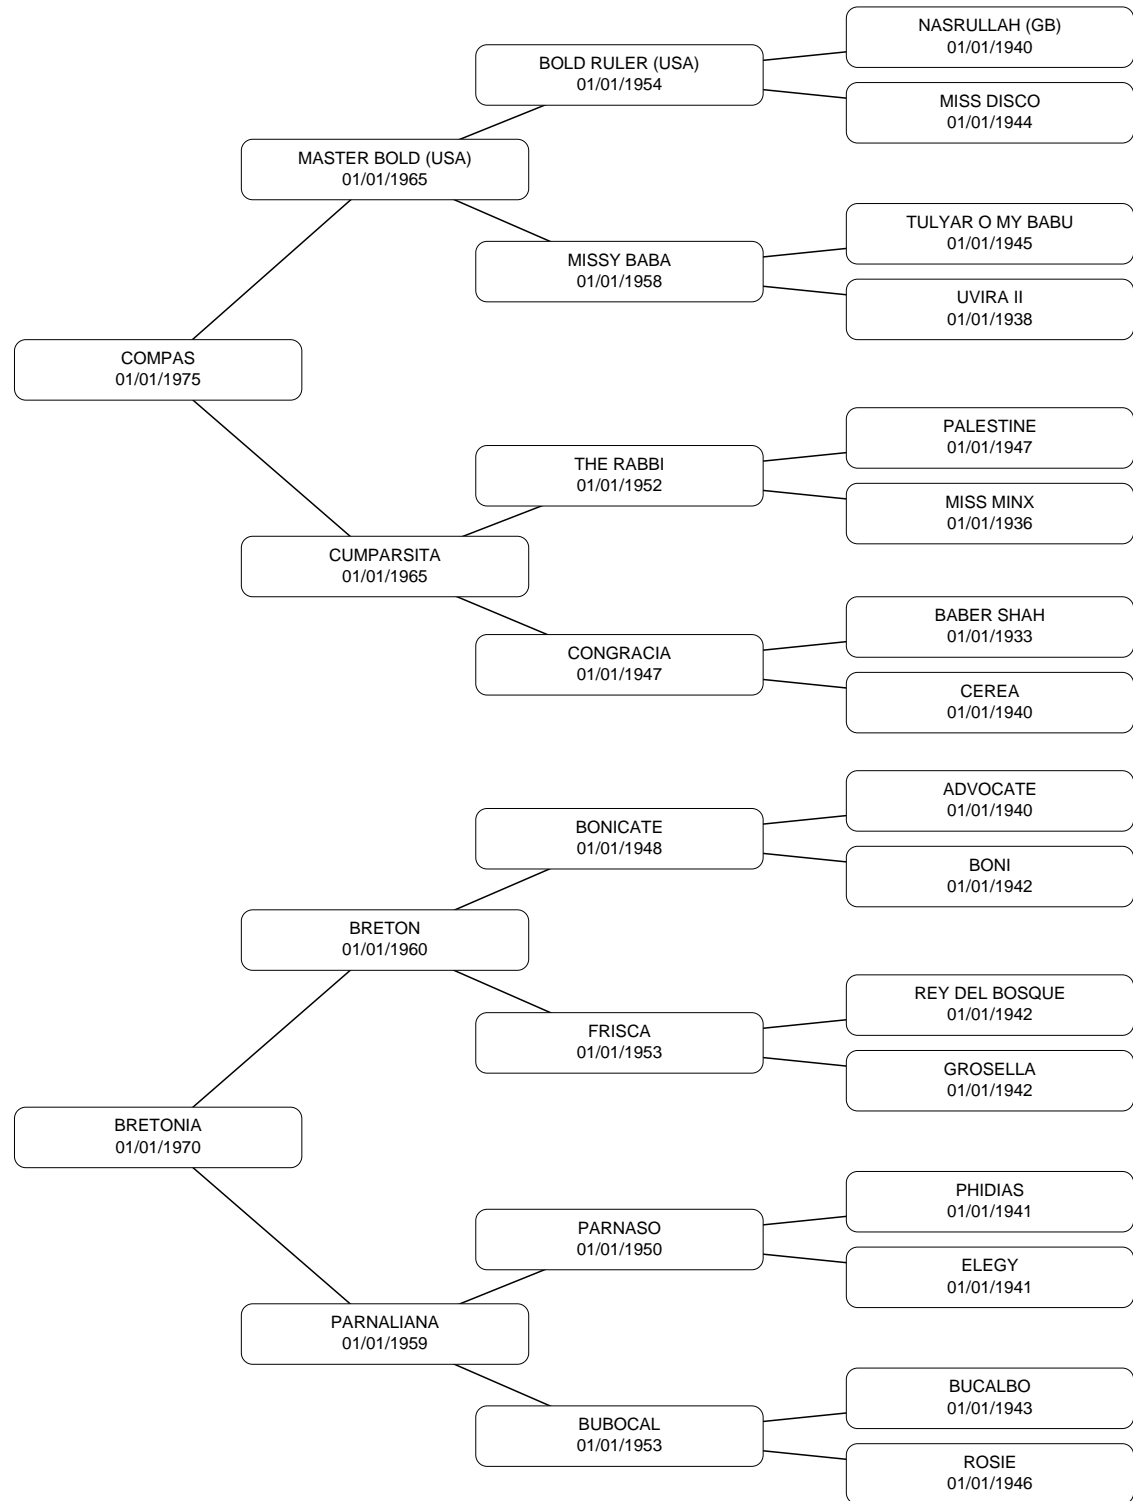 NASRULLAH (GB)
01/01/1940
BOLD RULER (USA)
01/01/1954
MISS DISCO
01/01/1944
MASTER BOLD (USA)
01/01/1965
TULYAR O MY BABU
01/01/1945
MISSY BABA
01/01/1958
UVIRA II
01/01/1938
COMPAS
01/01/1975
PALESTINE
01/01/1947
THE RABBI
01/01/1952
MISS MINX
01/01/1936
CUMPARSITA
01/01/1965
BABER SHAH
01/01/1933
CONGRACIA
01/01/1947
CEREA
01/01/1940
ADVOCATE
01/01/1940
BONICATE
01/01/1948
BONI
01/01/1942
BRETON
01/01/1960
REY DEL BOSQUE
01/01/1942
FRISCA
01/01/1953
GROSELLA
01/01/1942
BRETONIA
01/01/1970
PHIDIAS
01/01/1941
PARNASO
01/01/1950
ELEGY
01/01/1941
PARNALIANA
01/01/1959
BUCALBO
01/01/1943
BUBOCAL
01/01/1953
ROSIE
01/01/1946